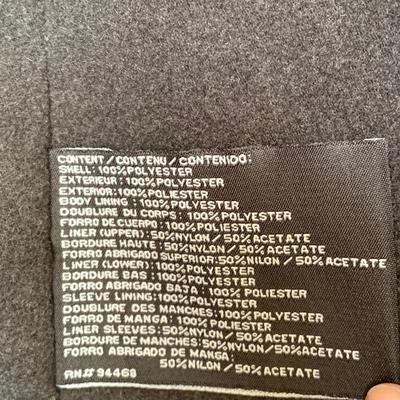 CONTENT/CONTENU/CONTENIDO:
SHELL: 100%POLYESTER
EXTERIEUR: 100%POLYESTER
EXTERIOR: 100%POLIESTER
BODY LINING : 100%POLYESTER
DOUBLURE DU CORPS : 100%POLYESTER
FORRO DE CUERPO: 100%POLIESTER
LINER (UPPER): 50%NYLON / 50%ACETATE
BORDURE HAUTE: 50%NYLON / 50%ACETATE
FORRO ABRIGADO SUPERIOR: 50%NILON / 50%ACETATE
LINER (LOWER): 100%POLYESTER
BORDURE BAS : 100%POLYESTER
FORRO ABRIGADO BAJA : 100% POLIESTER
SLEEVE LINING: 100%POLYESTER
DOUBLURE DES MANCHES: 100%POLYESTER
FORRO DE MANGA: 100%POLIESTER
LINER SLEEVES: 50%NYLON / 50%ACETATE
BORDURE DE MANCHES: 50%NYLON/50%ACETATE
FORRO ABRIGADO DE MANGA:
50%NILON / 50%ACETATE
RN# 94468